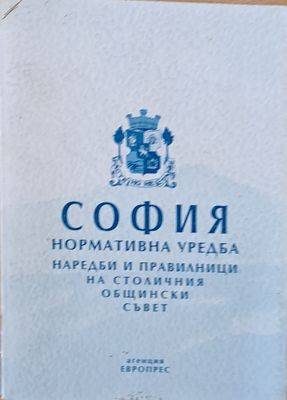 СОФИЯ
НОРМАТИВНА УРЕДБА
НАРЕДБИ И ПРАВИЛНИЦИ
НА СТОЛИЧНИЯ
ОБЩИНСКИ
СЪВЕТ
агенция
ЕВРОПРЕС